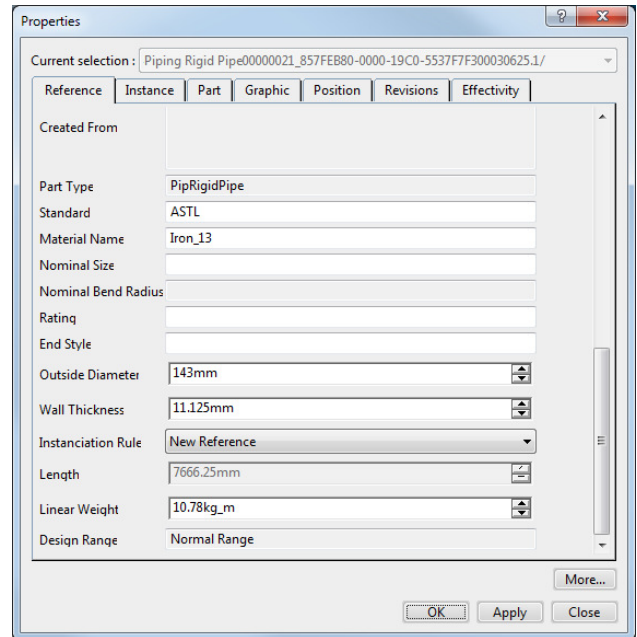 Properties
?
Current selection : Piping Rigid Pipe00000021_857FEB80-0000-19C0-5537F7F300030625.1/
Reference Instance Part Graphic Position Revisions Effectivity
Created From
Part Type PipRigidPipe
Standard ASTL
Material Name Iron_13
Nominal Size
Nominal Bend Radius
Rating
End Style
Outside Diameter 143mm
Wall Thickness 11.125mm
Instanciation Rule New Reference
Length 7666.25mm
Linear Weight 10.78kg_m
Design Range Normal Range
More...
OK Apply Close